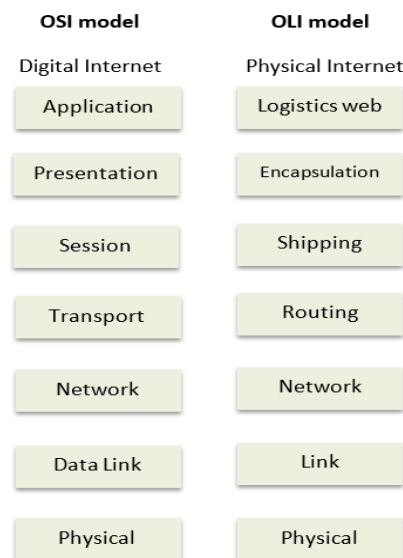 OSI model
Digital Internet
Application
Presentation
Session
Transport
Network
Data Link
Physical
OLI model
Physical Internet
Logistics web
Encapsulation
Shipping
Routing
Network
Link
Physical